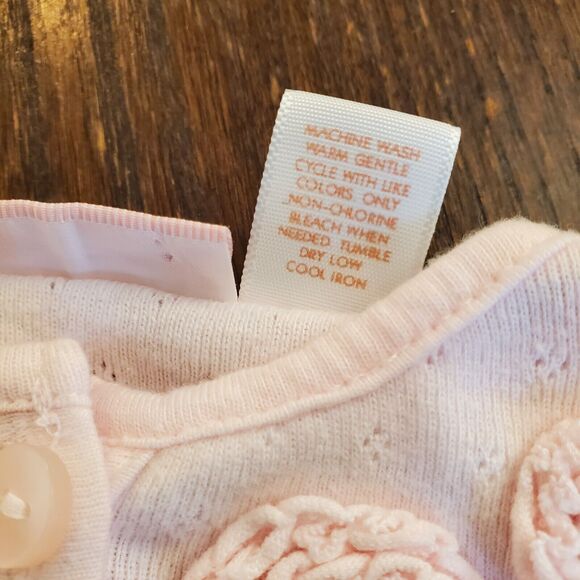 MACHINE WASH
WARM GENTLE
CYCLE WITH LIKE
COLORS. ONLY
NON-CHLORINE
BLEACH WHEN
NEEDED. TUMBLE
DRY LOW
COOL IRON